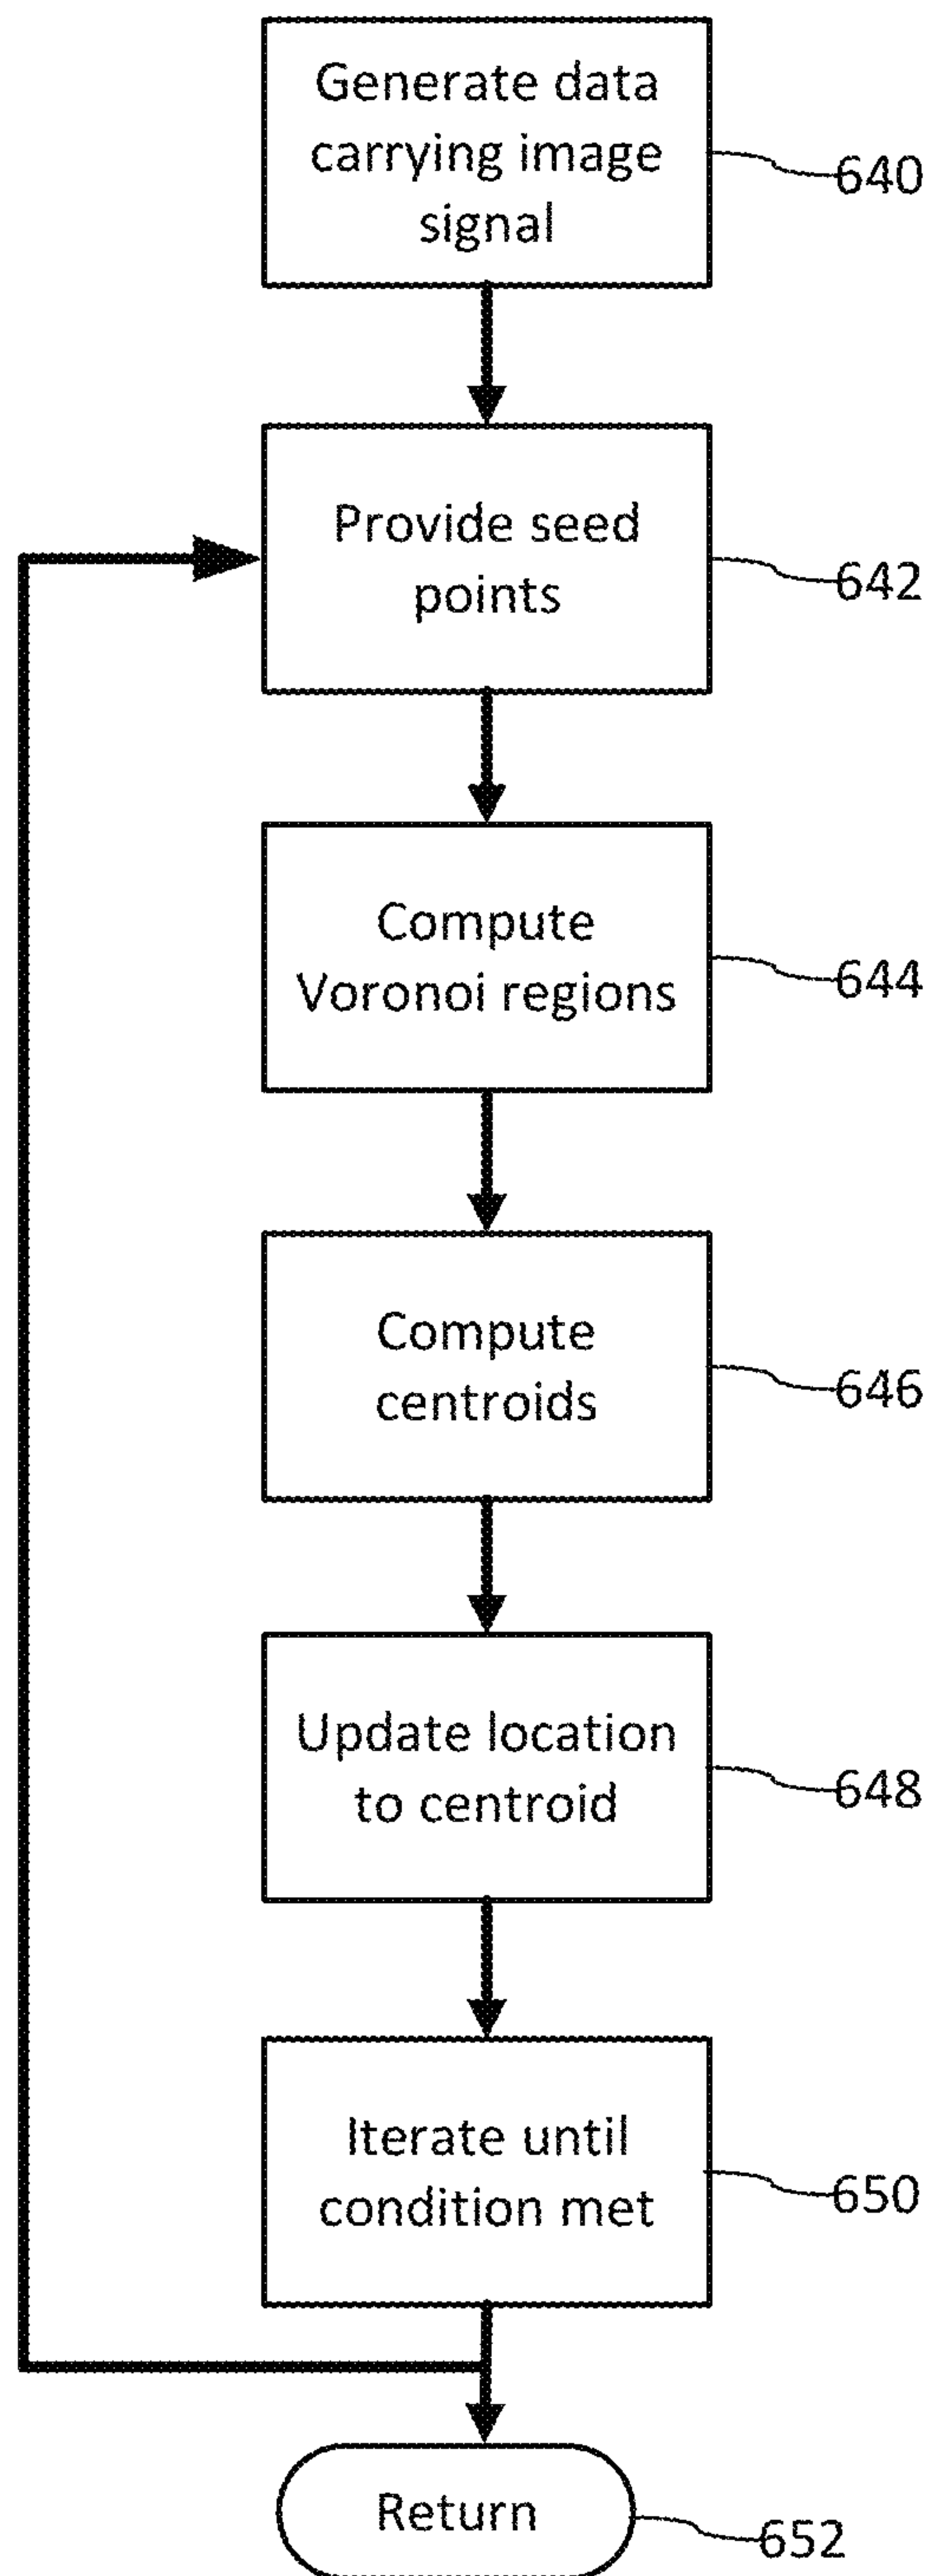 Generate data
carrying image
signal
640
Provide seed
points
642
Compute
Voronoi regions
644
Compute
centroids
646
Update location
to centroid
648
Iterate until
condition met
650
Return
652